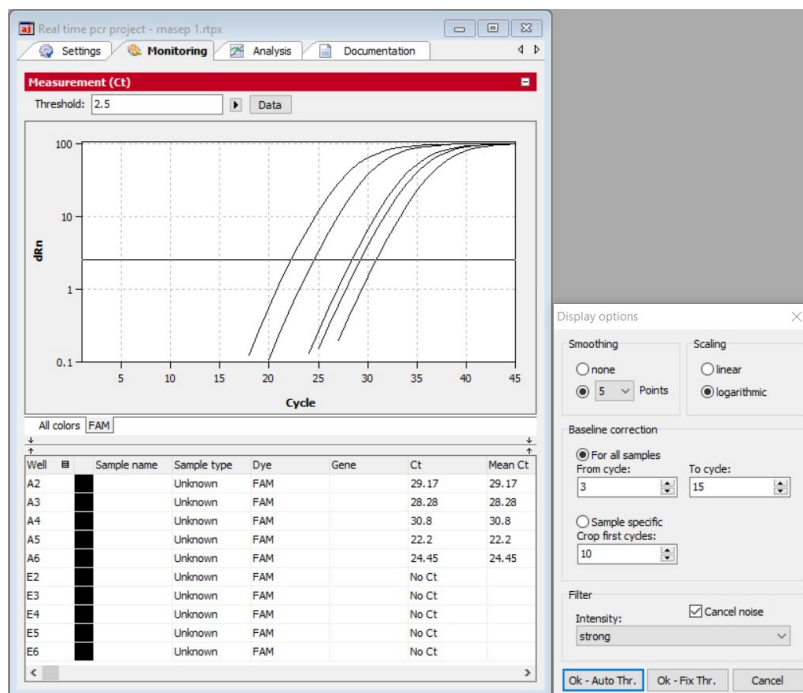 Real time pcr project - masep 1.rtpx
Settings Monitoring Analysis Documentation
Measurement (Ct)
Threshold: 2.5 Data
100
10
1
0.1
dRn
5 10 15 20 25 30 35 40 45
Cycle
All colors FAM
Well Sample name Sample type Dye Gene Ct Mean Ct
A2 Unknown FAM 29.17 29.17
A3 Unknown FAM 28.28 28.28
A4 Unknown FAM 30.8 30.8
A5 Unknown FAM 22.2 22.2
A6 Unknown FAM 24.45 24.45
E2 Unknown FAM No Ct
E3 Unknown FAM No Ct
E4 Unknown FAM No Ct
E5 Unknown FAM No Ct
E6 Unknown FAM No Ct
Display options
Smoothing Scaling
none linear
5 Points logarithmic
Baseline correction
For all samples
From cycle: To cycle:
3 15
Sample specific
Crop first cycles:
10
Filter
Intensity: Cancel noise
strong
Ok - Auto Thr. Ok - Fix Thr. Cancel